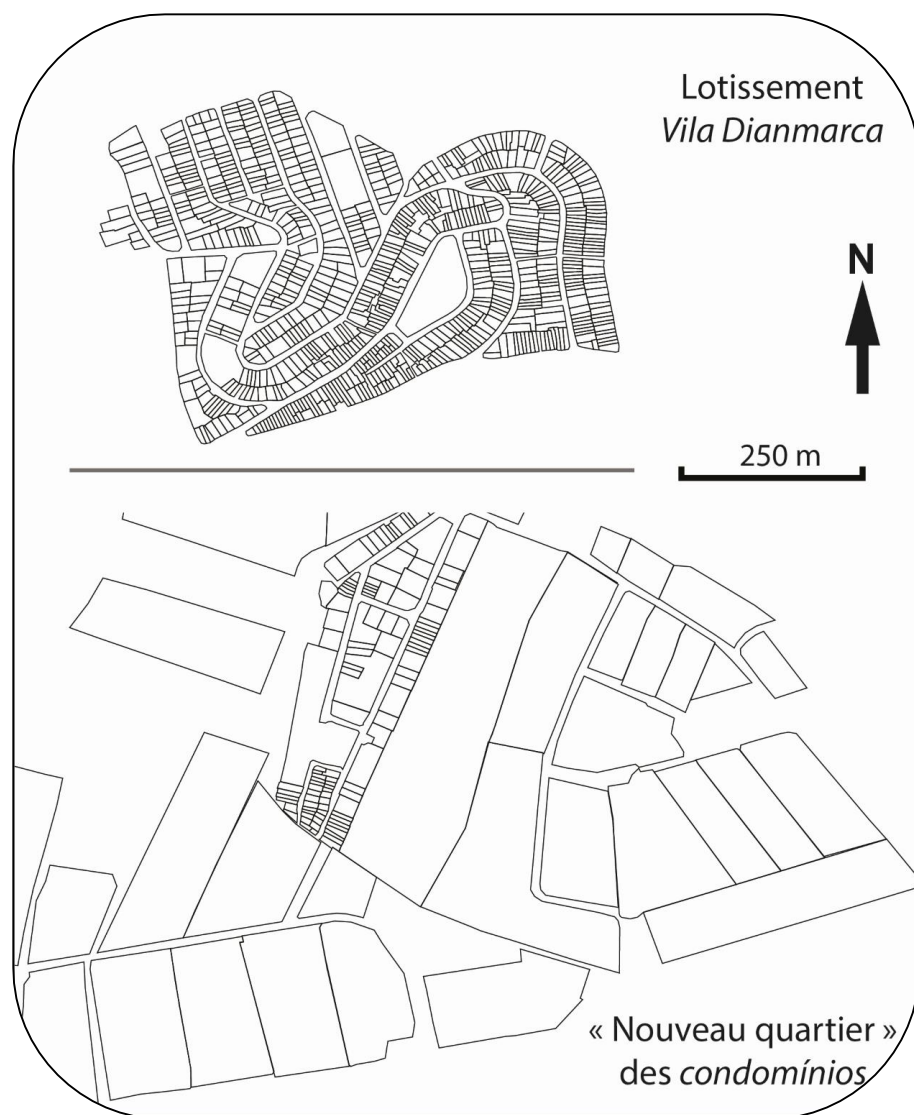 Lotissement
Vila Dianmarca
N
250 m
« Nouveau quartier »
des condomínios